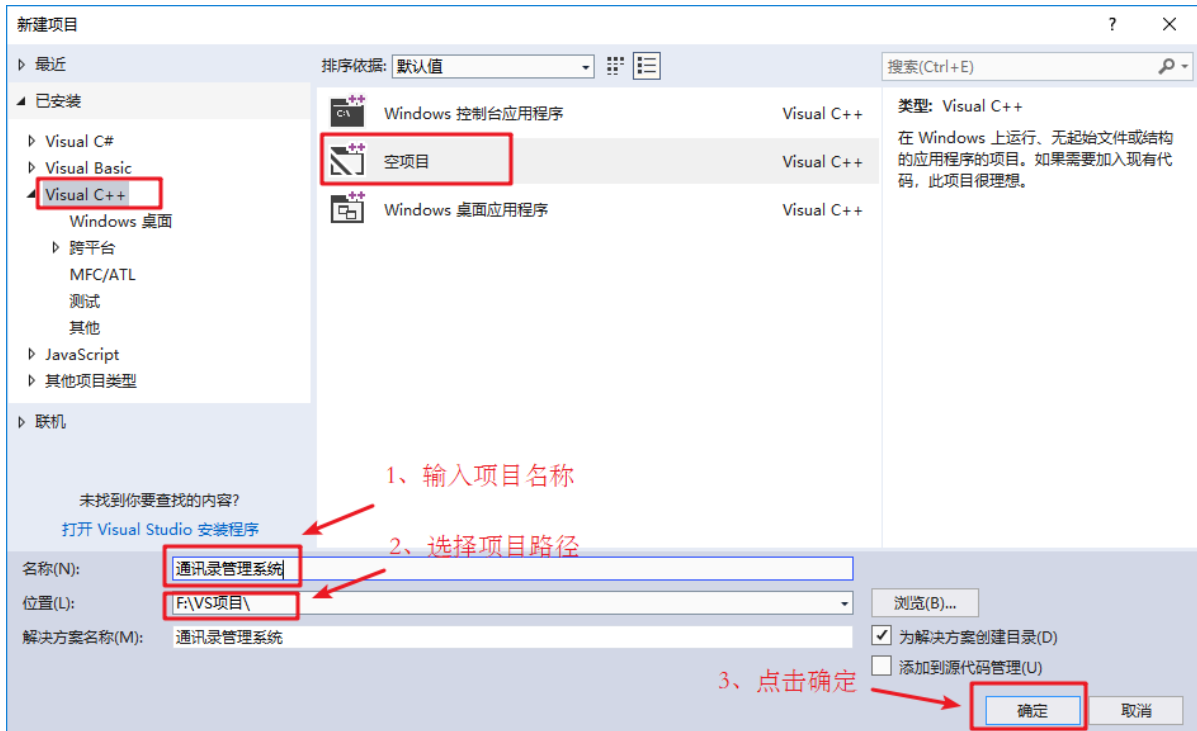 新建项目
最近
排序依据: 默认值
搜索(Ctrl+E)
已安装
Visual C#
Visual Basic
Visual C++
Windows 桌面
跨平台
MFC/ATL
测试
其他
JavaScript
其他项目类型
联机
未找到你要查找的内容?
打开 Visual Studio 安装程序
Windows 控制台应用程序 Visual C++
空项目 Visual C++
Windows 桌面应用程序 Visual C++
类型: Visual C++
在 Windows 上运行、无起始文件或结构
的应用程序的项目。如果需要加入现有代
码，此项目很理想。
1、输入项目名称
2、选择项目路径
名称(N): 通讯录管理系统
位置(L): F:\VS项目\
浏览(B)...
解决方案名称(M): 通讯录管理系统
为解决方案创建目录(D)
添加到源代码管理(U)
3、点击确定
确定
取消